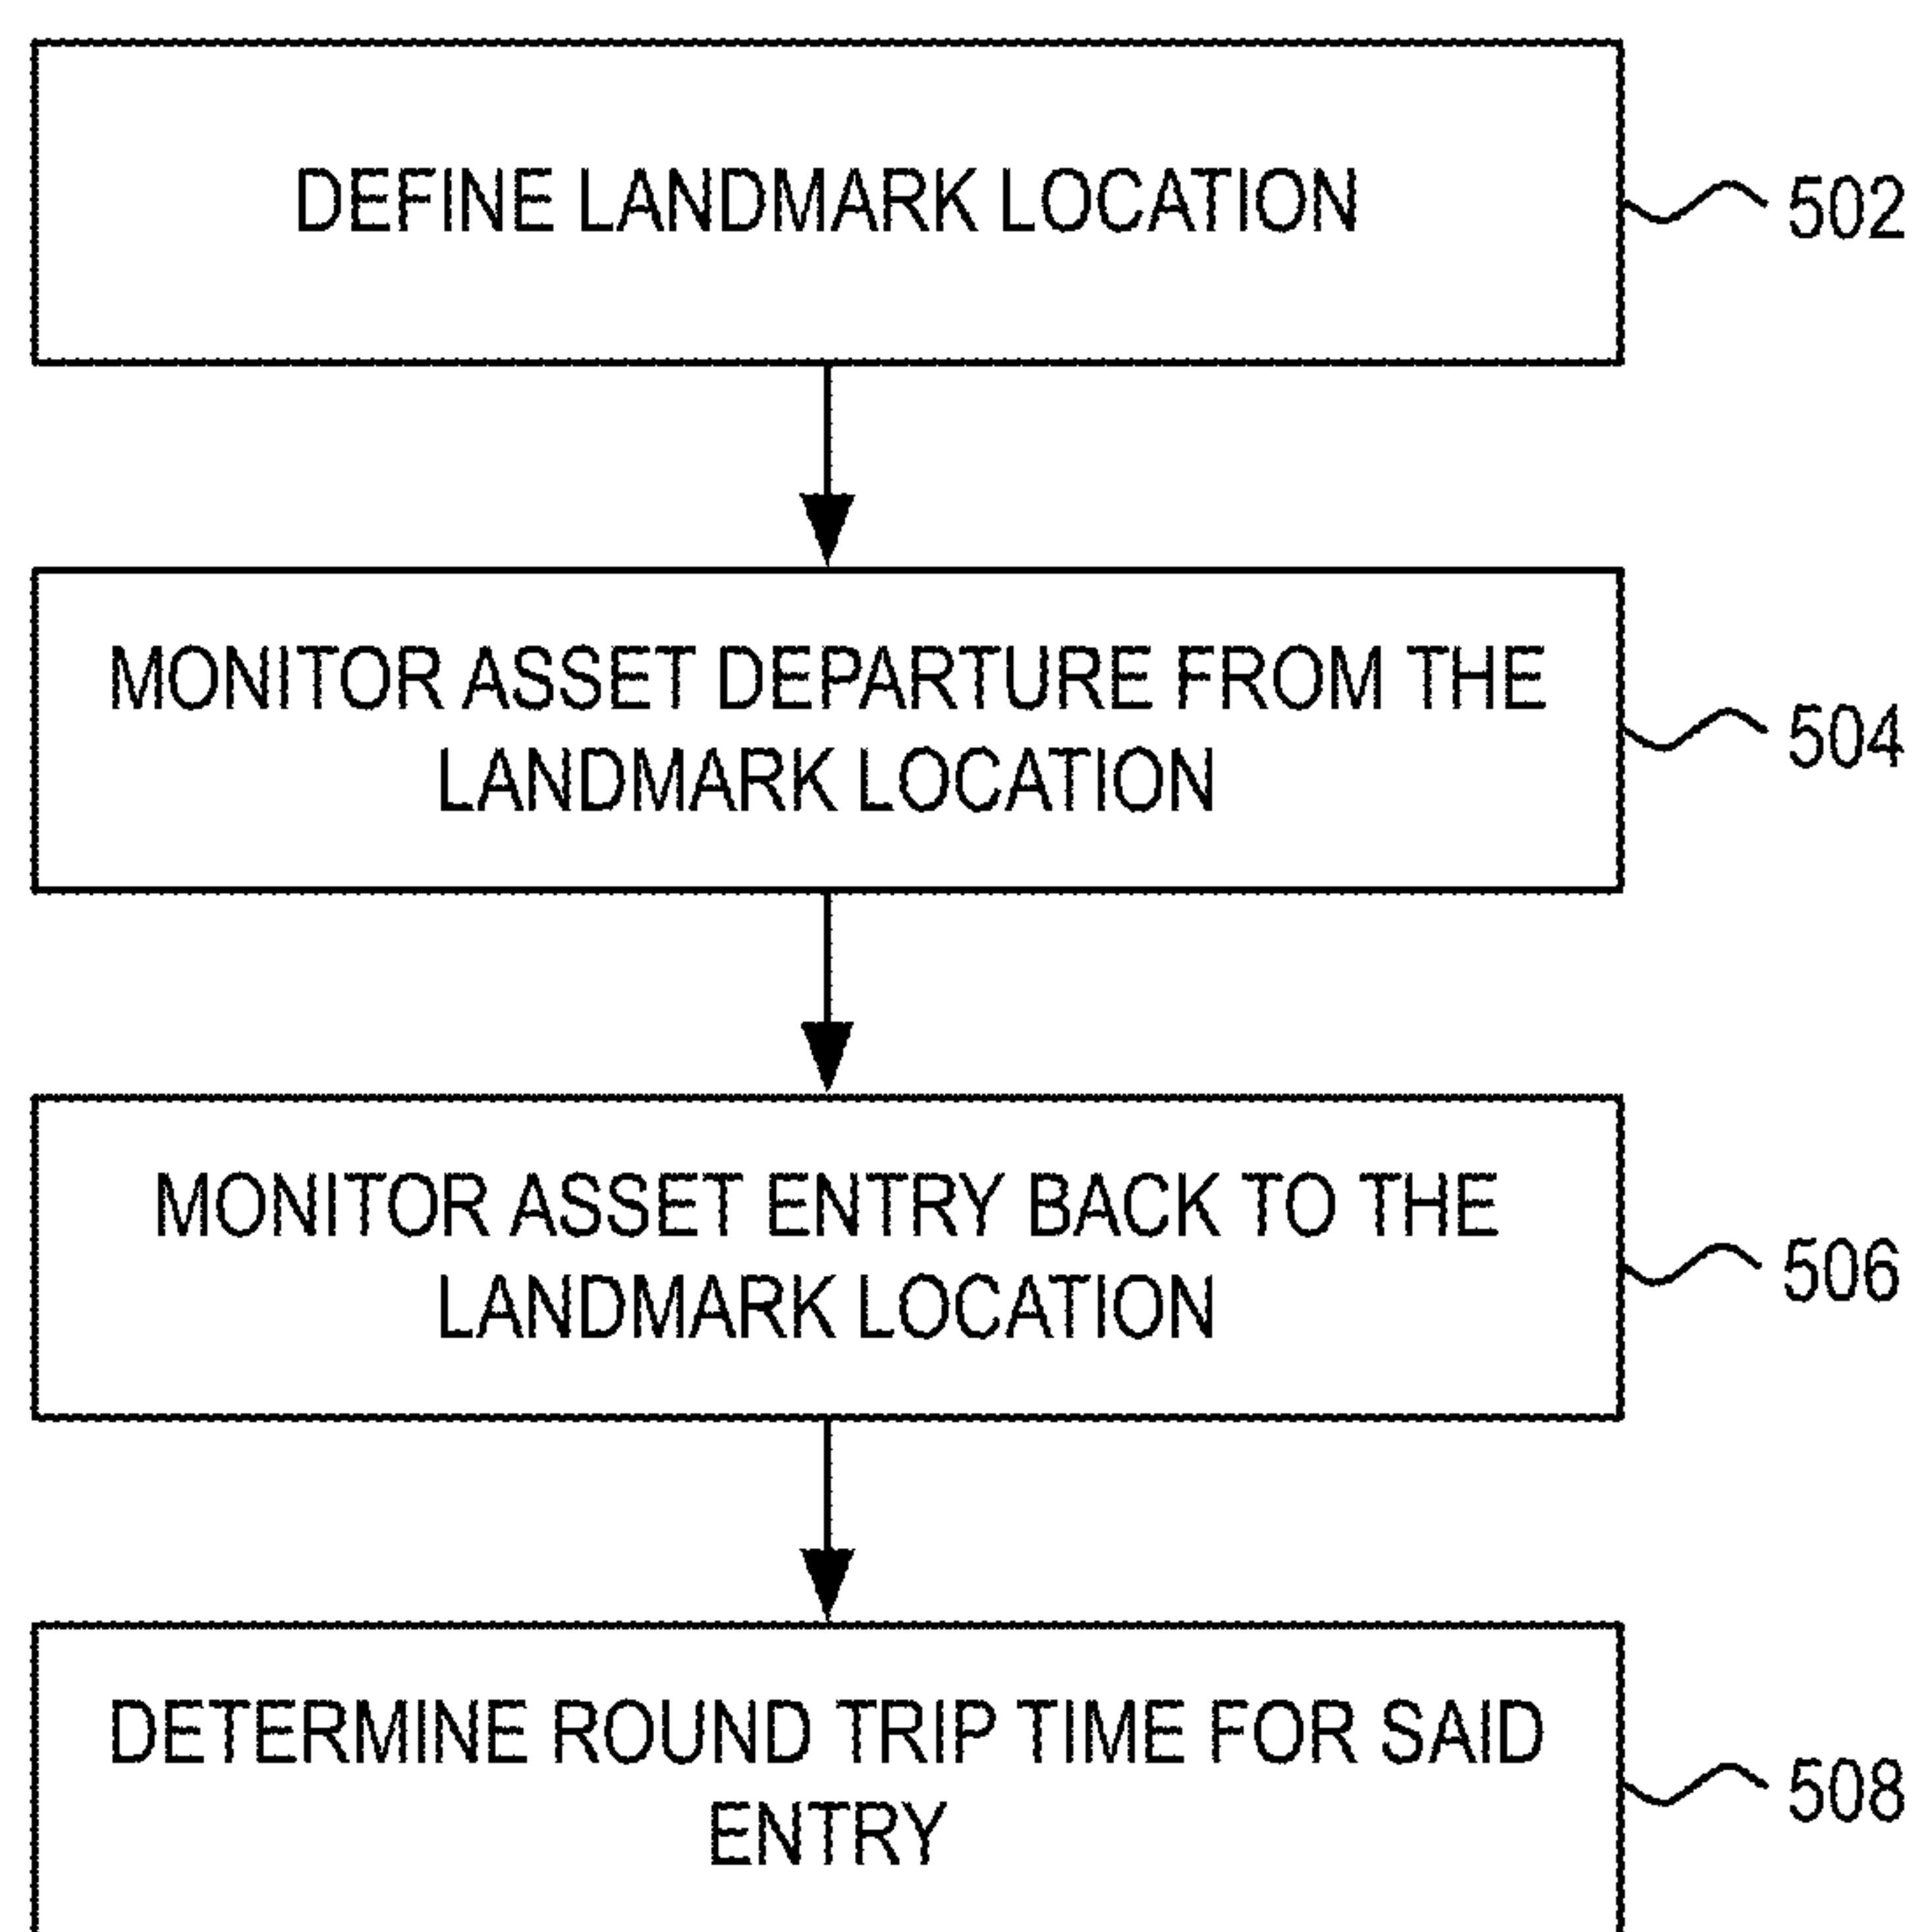 DEFINE LANDMARK LOCATION
502
MONITOR ASSET DEPARTURE FROM THE
LANDMARK LOCATION
504
MONITOR ASSET ENTRY BACK TO THE
LANDMARK LOCATION
506
DETERMINE ROUND TRIP TIME FOR SAID
ENTRY
508